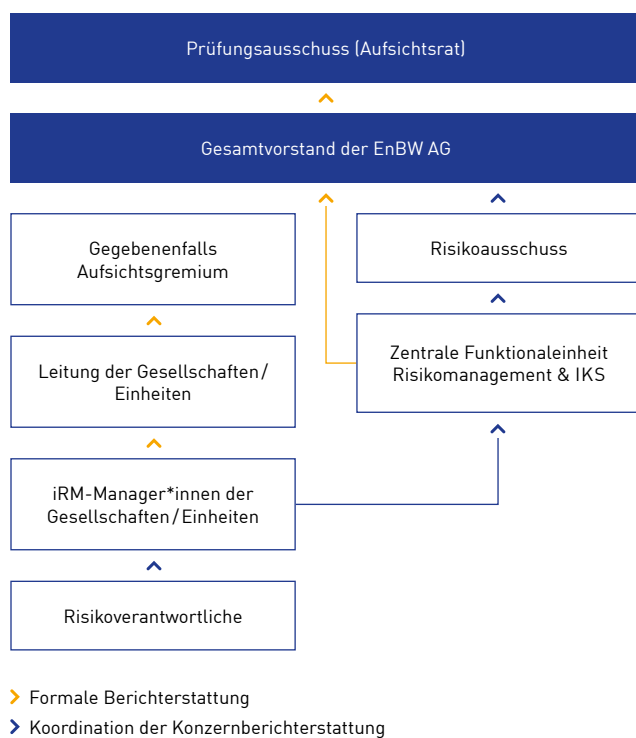 Prüfungsausschuss (Aufsichtsrat)
Gesamtvorstand der EnBW AG
Gegebenenfalls
Aufsichtsgremium
Risikoausschuss
Leitung der Gesellschaften/
Einheiten
Zentrale Funktionaleinheit
Risikomanagement & IKS
iRM-Manager*innen der
Gesellschaften/Einheiten
Risikoverantwortliche
Formale Berichterstattung
Koordination der Konzernberichterstattung